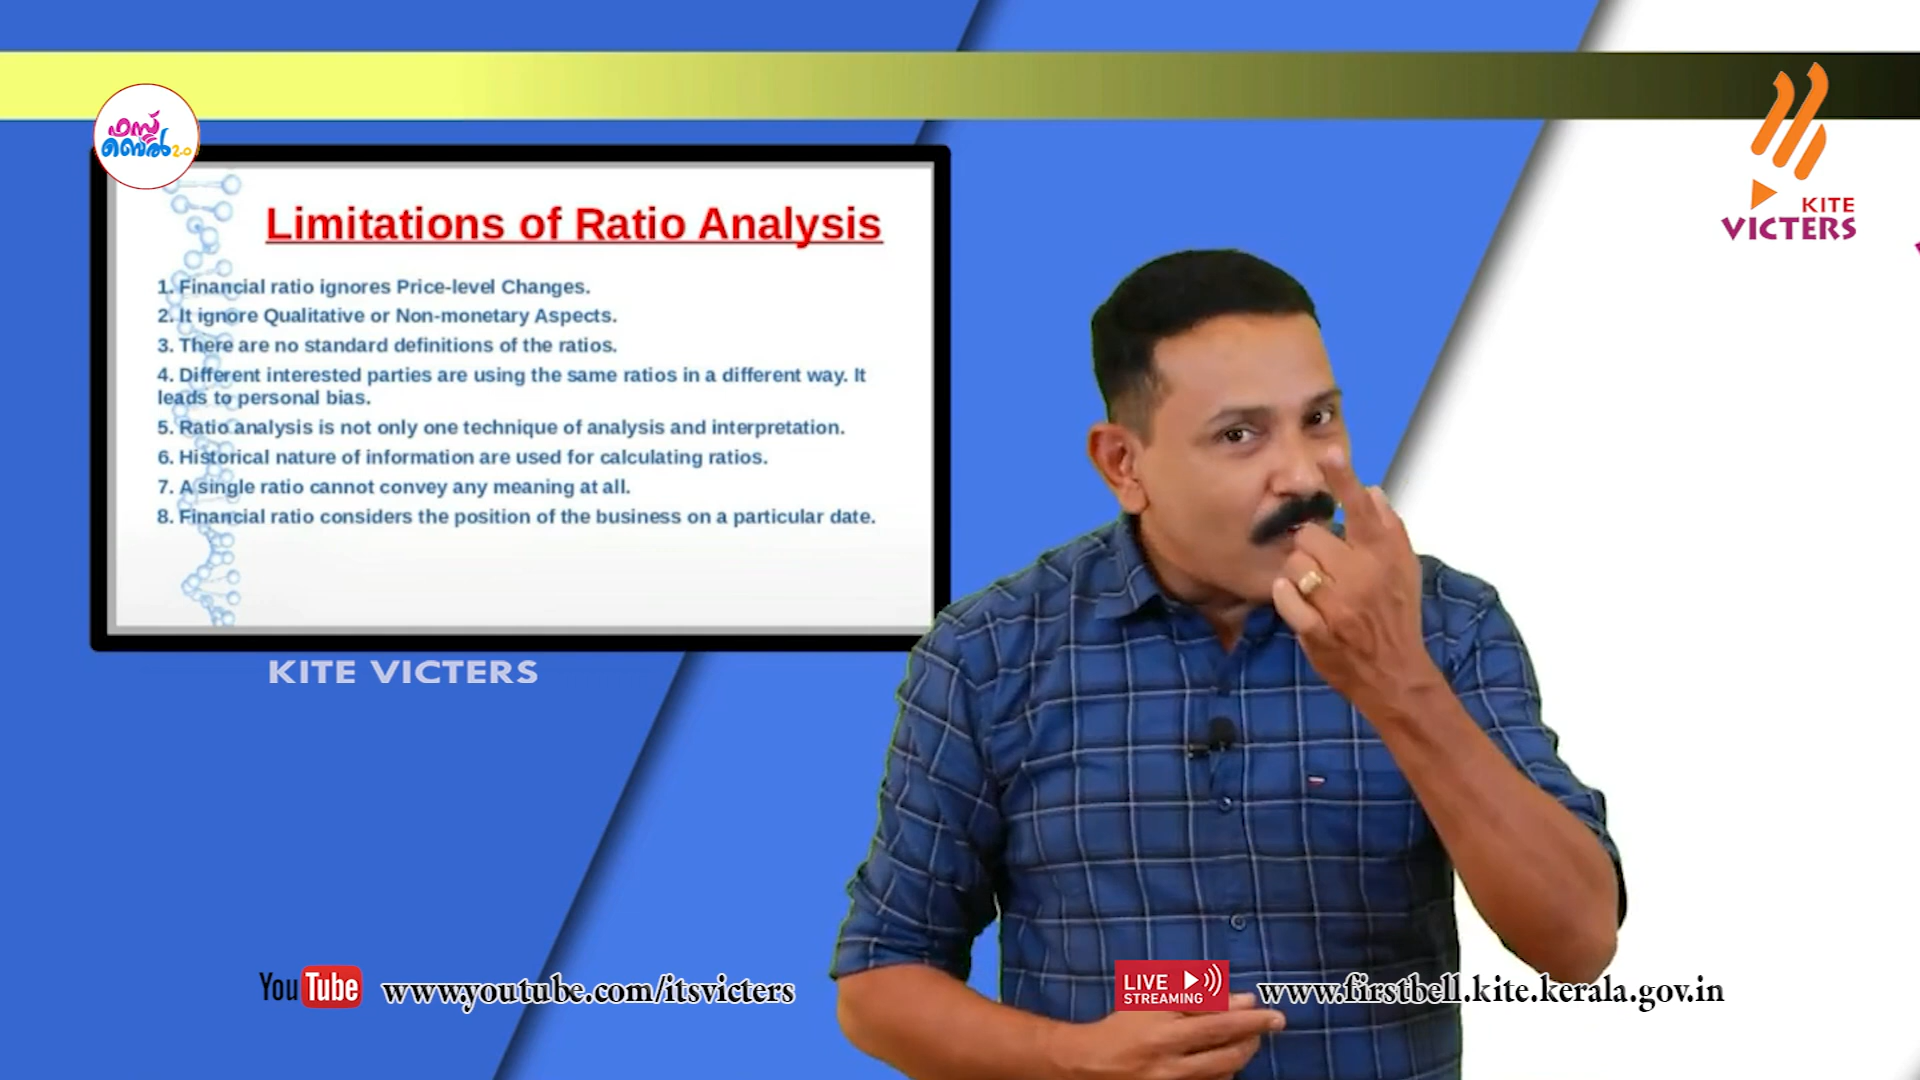 ഫസ്റ്റ്
ബെൽ 2.0
KITE
VICTERS
Limitations of Ratio Analysis
1. Financial ratio ignores Price-level Changes.
2. It ignore Qualitative or Non-monetary Aspects.
3. There are no standard definitions of the ratios.
4. Different interested parties are using the same ratios in a different way. It
leads to personal bias.
5. Ratio analysis is not only one technique of analysis and interpretation.
6. Historical nature of information are used for calculating ratios.
7. A single ratio cannot convey any meaning at all.
8. Financial ratio considers the position of the business on a particular date.
KITE VICTERS
YouTube www.youtube.com/itsvicters
LIVE
STREAMING
www.firstbell.kite.kerala.gov.in